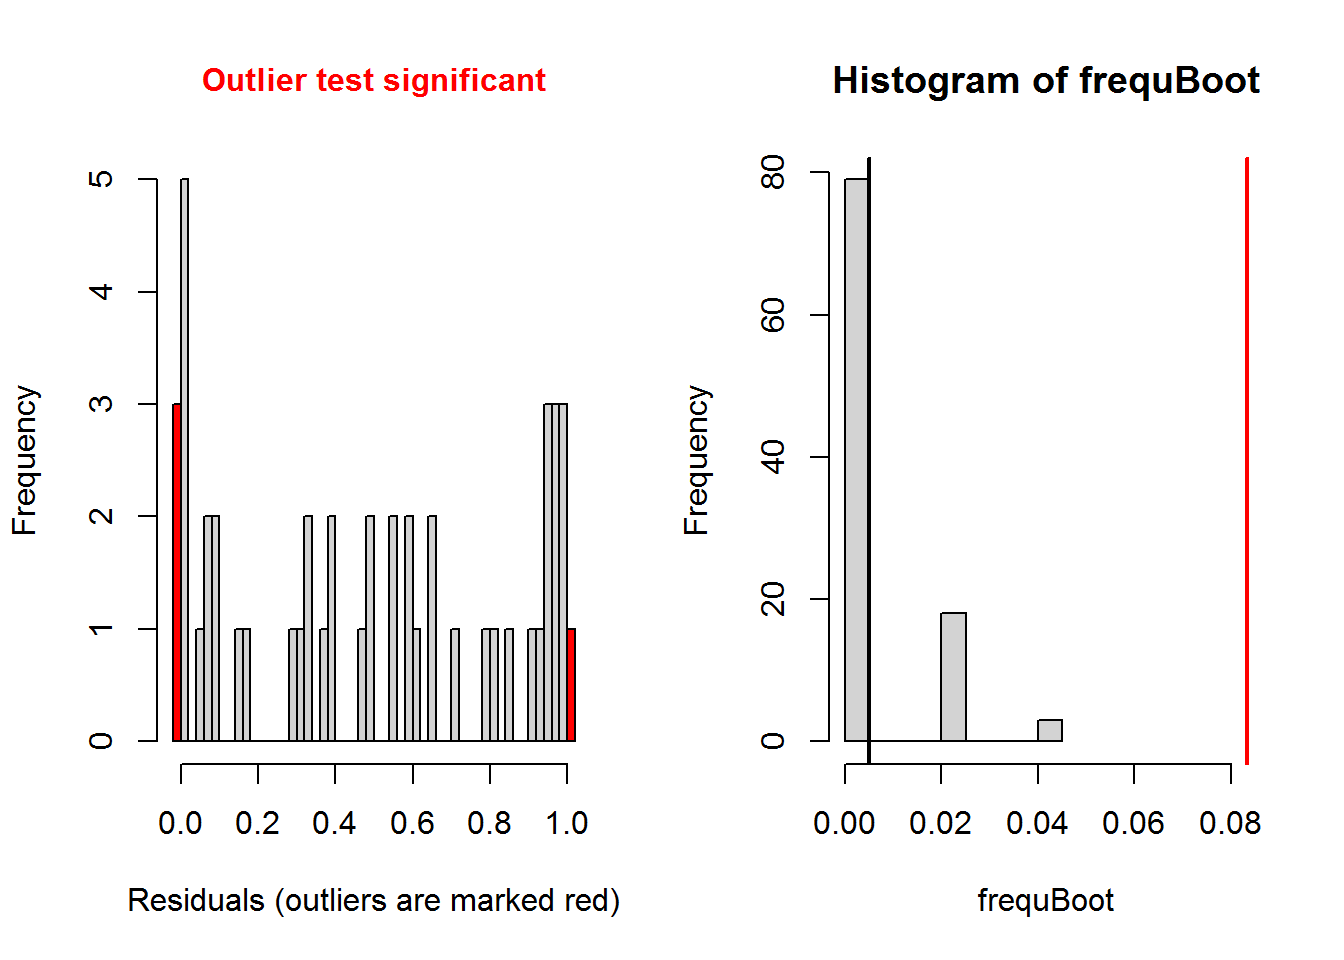 Outlier test significant
Frequency
5
4
3
2
1
0
0.0 0.2 0.4 0.6 0.8 1.0
Residuals (outliers are marked red)
Histogram of frequBoot
Frequency
80
60
40
20
0
0.00 0.02 0.04 0.06 0.08
frequBoot